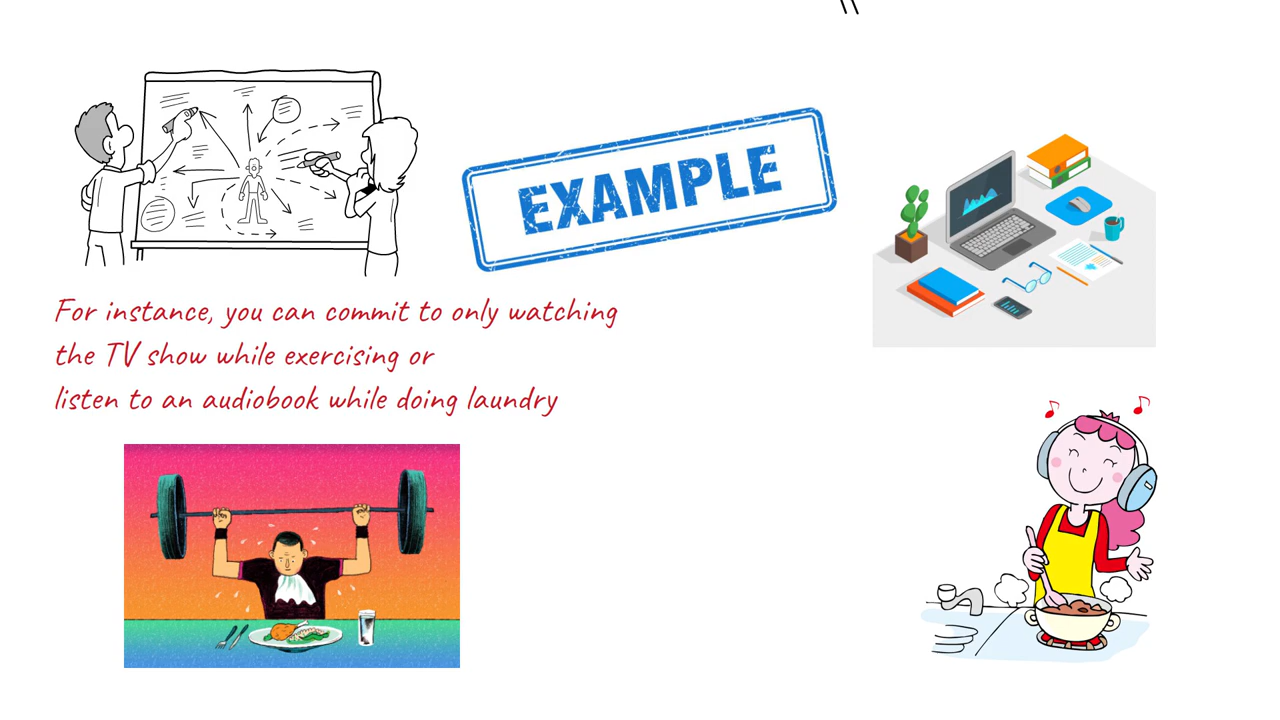 EXAMPLE
For instance, you can commit to only watching
the TV show while exercising or
listen to an audiobook while doing laundry